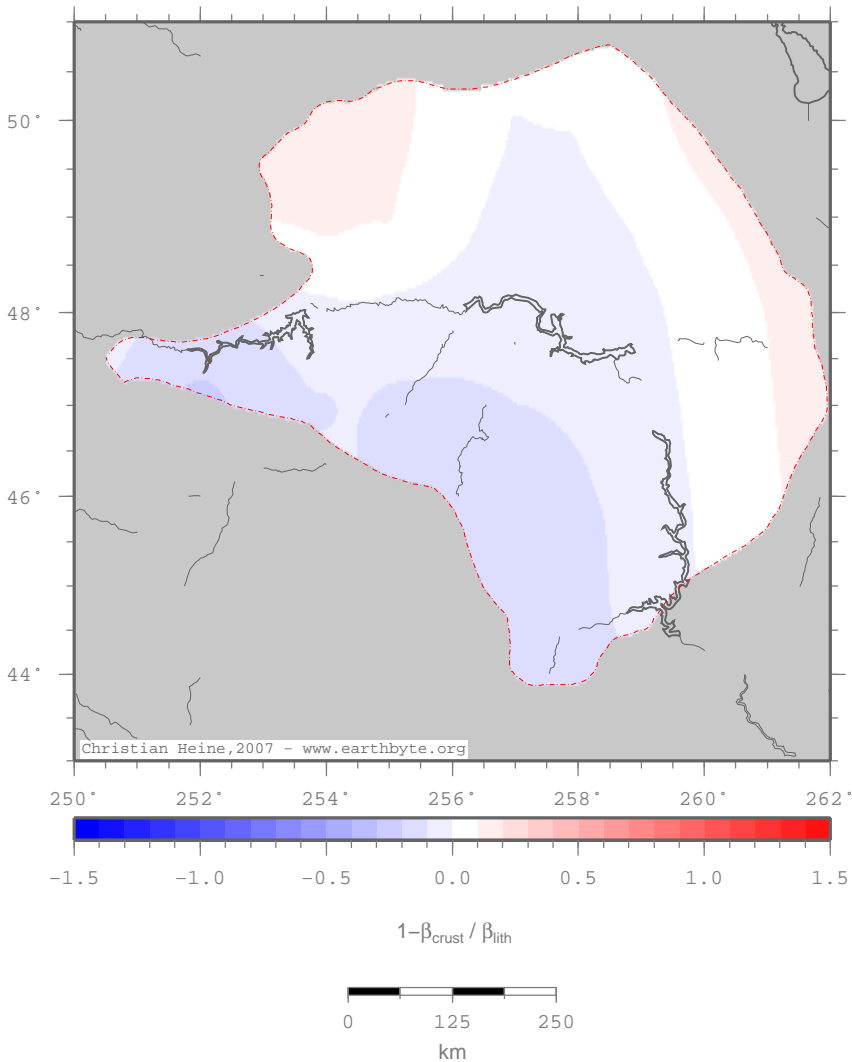 50˚
48˚
46˚
44˚
Christian Heine,2007 - www.earthbyte.org
250˚ 252˚ 254˚ 256˚ 258˚ 260˚ 262˚
-1.5 -1.0 -0.5 0.0 0.5 1.0 1.5
1-βcrust / βlith
0 125 250
km